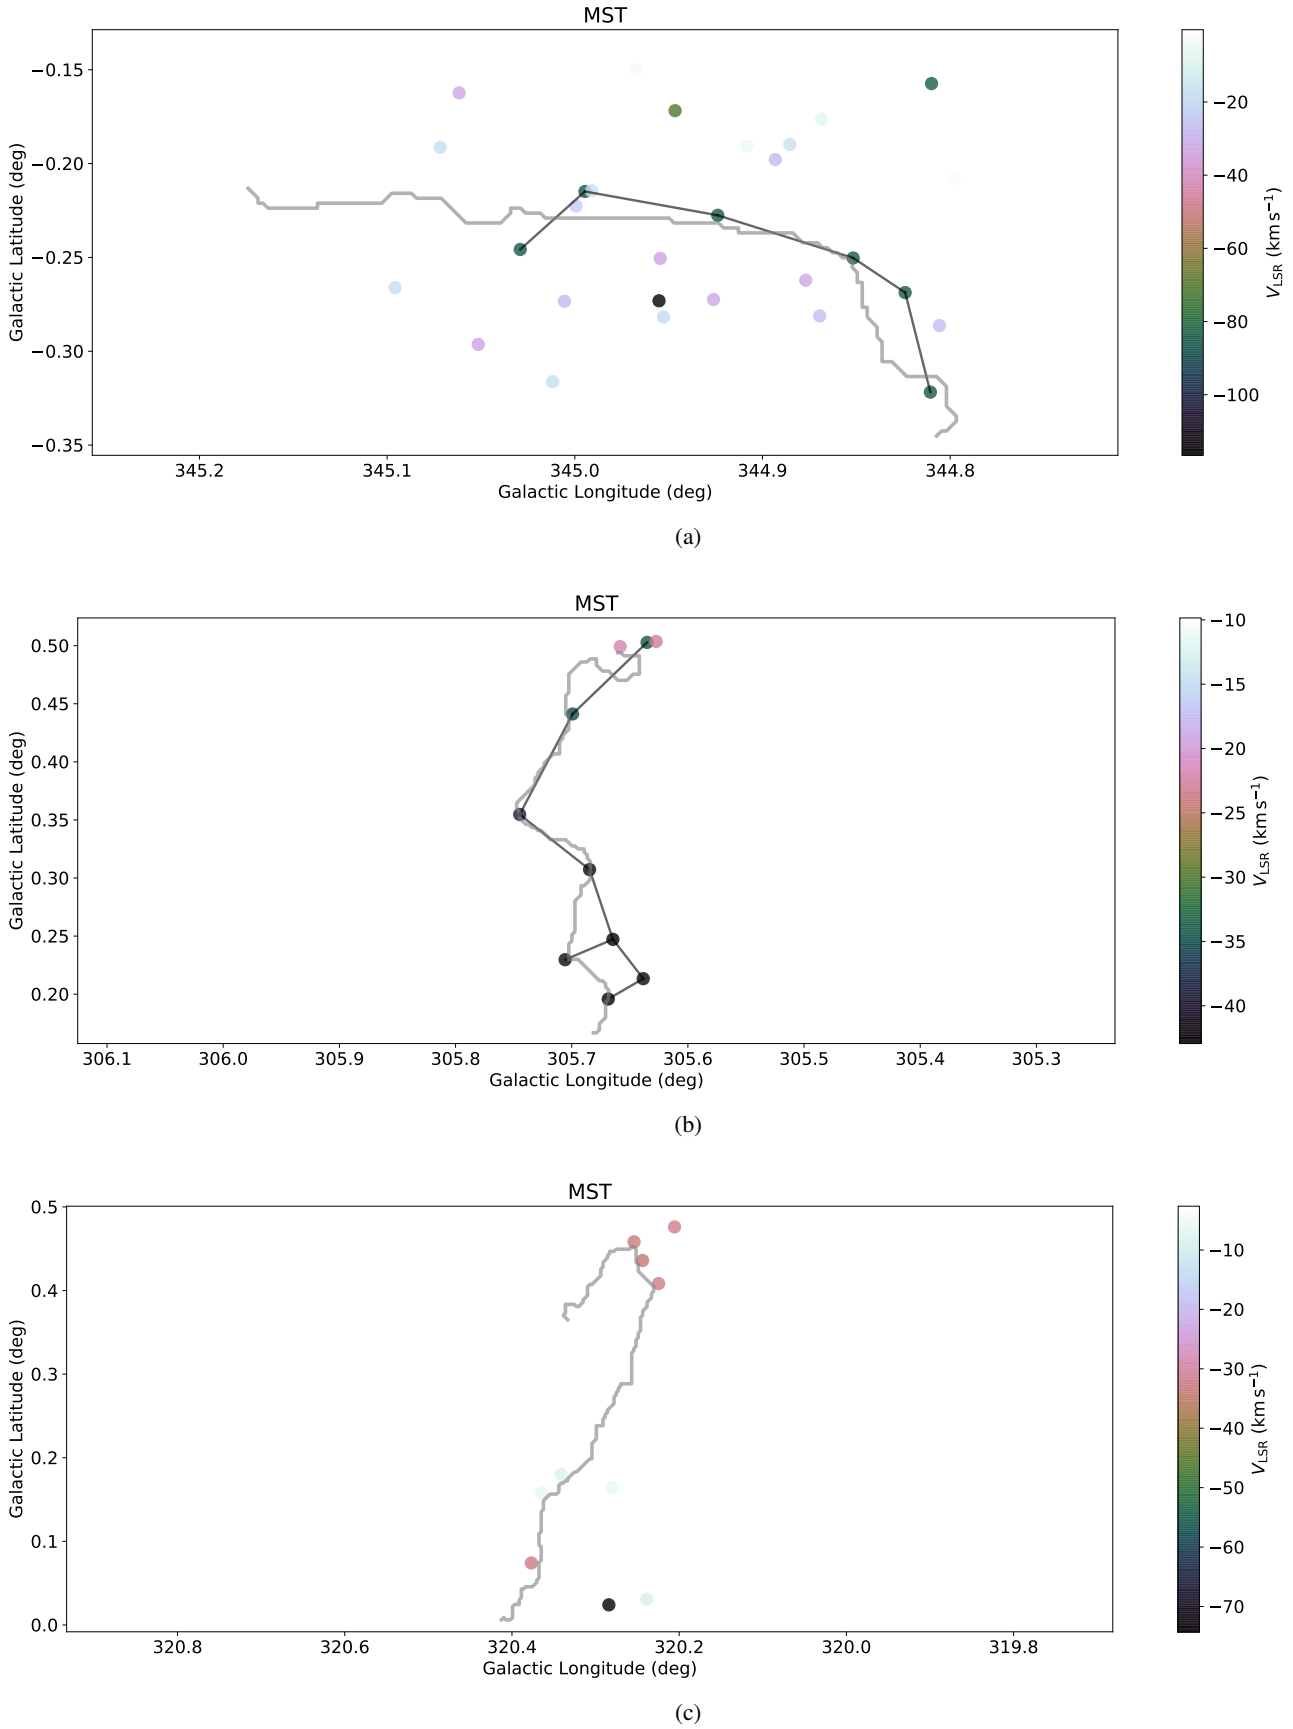 MST
−0.15
−0.20
−0.25
−0.30
−0.35
Galactic Latitude (deg)
345.2 345.1 345.0 344.9 344.8
Galactic Longitude (deg)
−20
−40
−60
−80
−100
V_LSR (km s⁻¹)
(a)
MST
0.50
0.45
0.40
0.35
0.30
0.25
0.20
Galactic Latitude (deg)
306.1 306.0 305.9 305.8 305.7 305.6 305.5 305.4 305.3
Galactic Longitude (deg)
−10
−15
−20
−25
−30
−35
−40
V_LSR (km s⁻¹)
(b)
MST
0.5
0.4
0.3
0.2
0.1
0.0
Galactic Latitude (deg)
320.8 320.6 320.4 320.2 320.0 319.8
Galactic Longitude (deg)
−10
−20
−30
−40
−50
−60
−70
V_LSR (km s⁻¹)
(c)